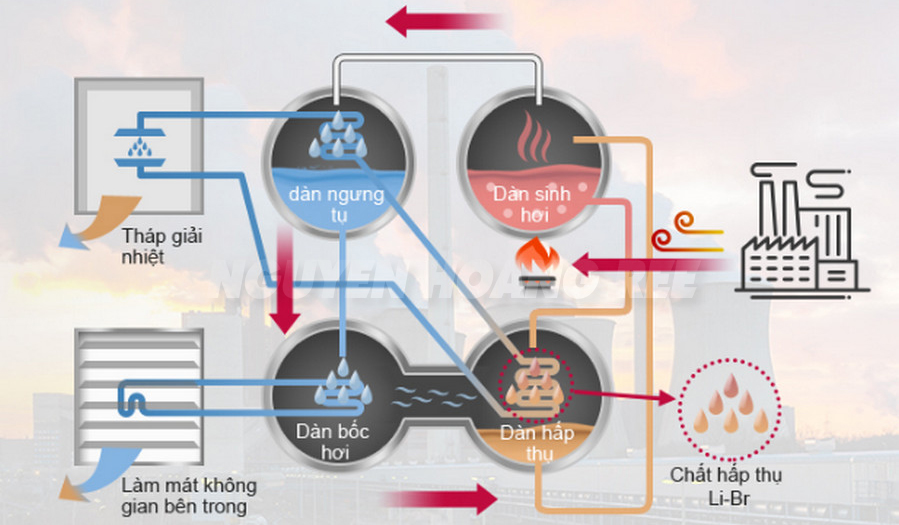 dàn ngưng
tụ
Dàn sinh
hơi
Tháp giải
nhiệt
NGUYEN HOANG REE
Dàn bốc
hơi
Dàn hấp
thụ
Làm mát không
gian bên trong
Chất hấp thụ
Li-Br